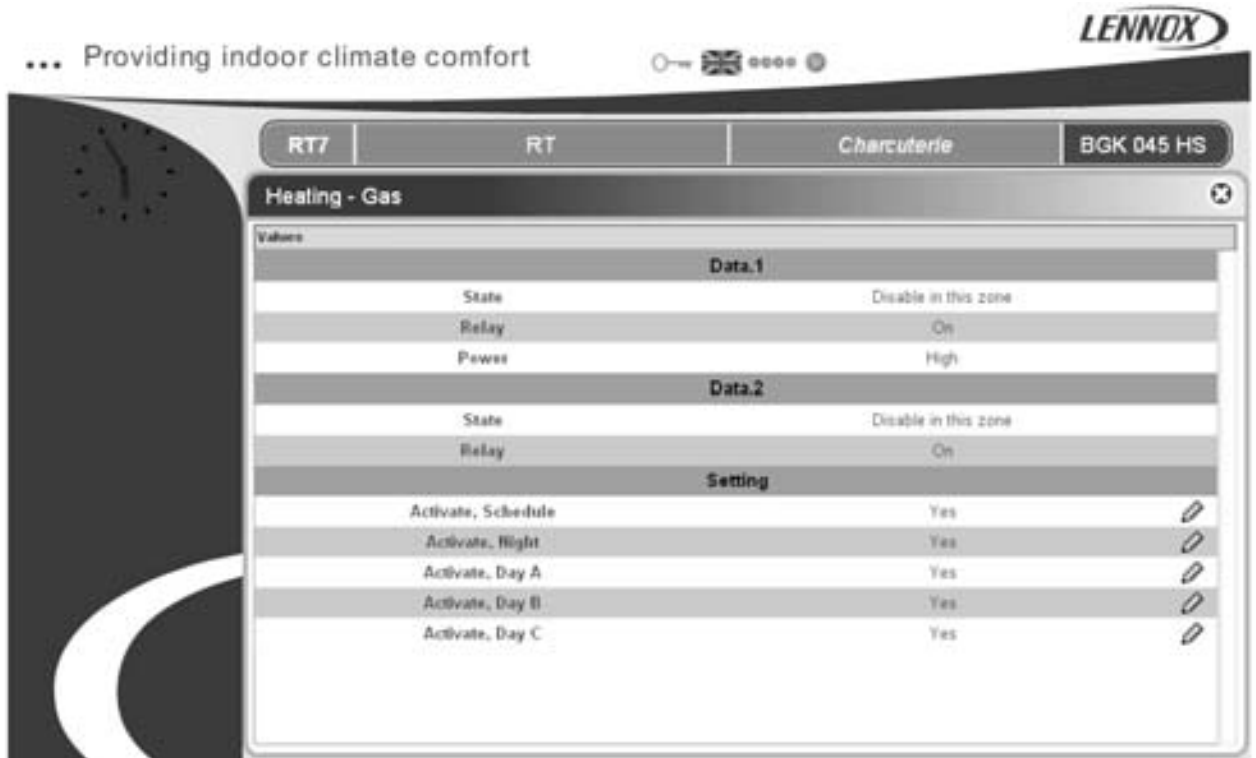 LENNOX
... Providing indoor climate comfort
RT7 RT Charcuterie BGK 045 HS
Heating - Gas
Values
Data.1
State Disable in this zone
Relay On
Power High
Data.2
State Disable in this zone
Relay On
Setting
Activate, Schedule Yes
Activate, Night Yes
Activate, Day A Yes
Activate, Day B Yes
Activate, Day C Yes